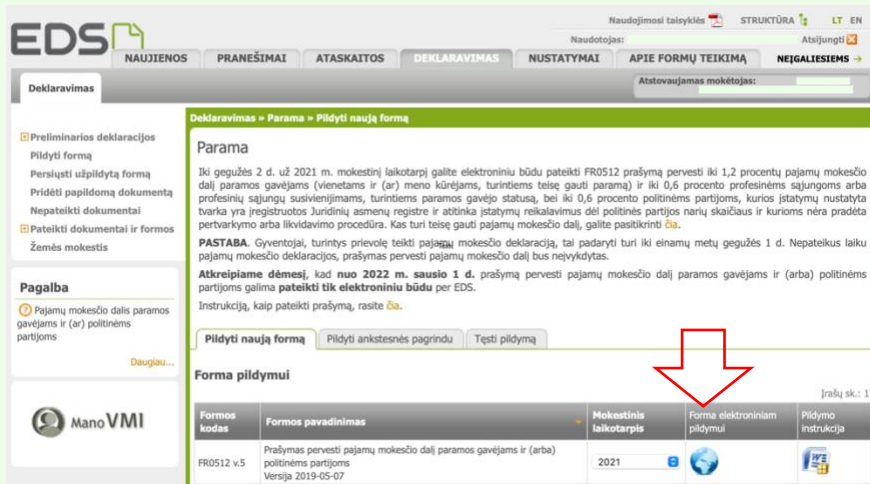 Naudojimosi taisyklės STRUKTŪRA LT EN
EDS
Naudotojas: Atsijungti
NAUJIENOS PRANEŠIMAI ATASKAITOS DEKLARAVIMAS NUSTATYMAI APIE FORMŲ TEIKIMĄ NEĮGALIESIEMS →
Deklaravimas
Atstovaujamas mokėtojas:
Preliminarios deklaracijos
Pildyti formą
Persiųsti užpildytą formą
Pridėti papildomą dokumentą
Nepateikti dokumentai
Pateikti dokumentai ir formos
Žemės mokestis
Pagalba
Pajamų mokesčio dalis paramos
gavėjams ir (ar) politinėms
partijoms
Daugiau...
Mano VMI
Deklaravimas » Parama » Pildyti naują formą
Parama
Iki gegužės 2 d. už 2021 m. mokestinį laikotarpį galite elektroniniu būdu pateikti FR0512 prašymą pervesti iki 1,2 procentų pajamų mokesčio
dalį paramos gavėjams (vienetams ir (ar) meno kūrėjams, turintiems teisę gauti paramą) ir iki 0,6 procento profesinėms sąjungoms arba
profesinių sąjungų susivienijimams, turintiems paramos gavėjo statusą, bei iki 0,6 procento politinėms partijoms, kurios įstatymų nustatyta
tvarka yra įregistruotos Juridinių asmenų registre ir atitinka įstatymų reikalavimus dėl politinės partijos narių skaičiaus ir kurioms nėra pradėta
pertvarkymo arba likvidavimo procedūra. Kas turi teisę gauti pajamų mokesčio dalį, galite pasitikrinti čia.
PASTABA. Gyventojai, turintys prievolę teikti pajamų mokesčio deklaraciją, tai padaryti turi iki einamų metų gegužės 1 d. Nepateikus laiku
pajamų mokesčio deklaracijos, prašymas pervesti pajamų mokesčio dalį bus neįvykdytas.
Atkreipiame dėmesį, kad nuo 2022 m. sausio 1 d. prašymą pervesti pajamų mokesčio dalį paramos gavėjams ir (arba) politinėms
partijoms galima pateikti tik elektroniniu būdu per EDS.
Instrukciją, kaip pateikti prašymą, rasite čia.
Pildyti naują formą Pildyti ankstesnės pagrindu Tęsti pildymą
Forma pildymui
Įrašų sk.: 1
Formos kodas Formos pavadinimas Mokestinis laikotarpis Forma elektroniniam pildymui Pildymo instrukcija
FR0512 v.5 Prašymas pervesti pajamų mokesčio dalį paramos gavėjams ir (arba)
politinėms partijoms
Versija 2019-05-07
2021